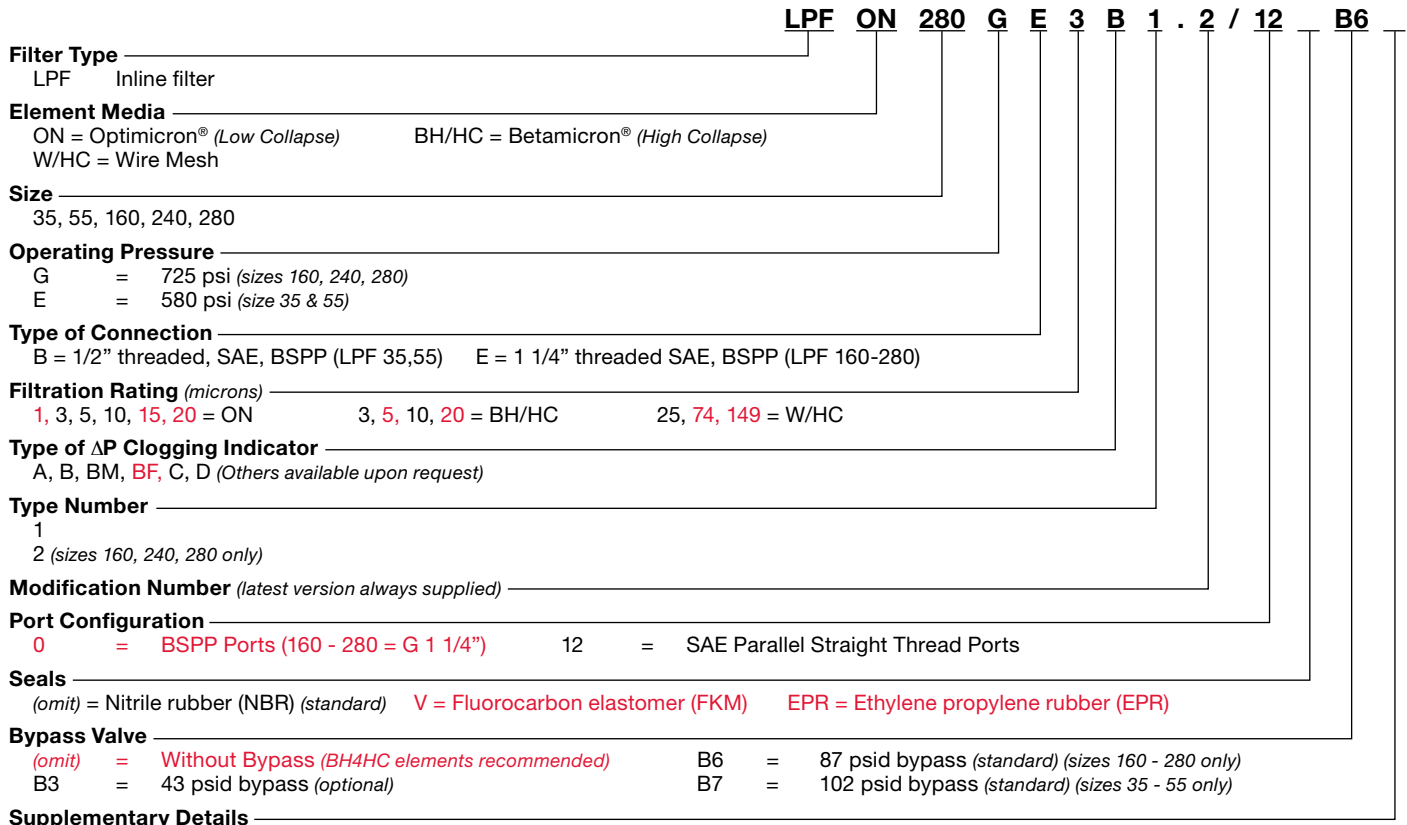 LPF ON 280 G E 3 B 1 . 2 / 12 _ B6 _
Filter Type
LPF Inline filter
Element Media
ON = Optimicron® (Low Collapse) BH/HC = Betamicron® (High Collapse)
W/HC = Wire Mesh
Size
35, 55, 160, 240, 280
Operating Pressure
G = 725 psi (sizes 160, 240, 280)
E = 580 psi (size 35 & 55)
Type of Connection
B = 1/2” threaded, SAE, BSPP (LPF 35,55) E = 1 1/4” threaded SAE, BSPP (LPF 160-280)
Filtration Rating (microns)
1, 3, 5, 10, 15, 20 = ON 3, 5, 10, 20 = BH/HC 25, 74, 149 = W/HC
Type of ΔP Clogging Indicator
A, B, BM, BF, C, D (Others available upon request)
Type Number
1
2 (sizes 160, 240, 280 only)
Modification Number (latest version always supplied)
Port Configuration
0 = BSPP Ports (160 - 280 = G 1 1/4”) 12 = SAE Parallel Straight Thread Ports
Seals
(omit) = Nitrile rubber (NBR) (standard) V = Fluorocarbon elastomer (FKM) EPR = Ethylene propylene rubber (EPR)
Bypass Valve
(omit) = Without Bypass (BH4HC elements recommended) B6 = 87 psid bypass (standard) (sizes 160 - 280 only)
B3 = 43 psid bypass (optional) B7 = 102 psid bypass (standard) (sizes 35 - 55 only)
Supplementary Details